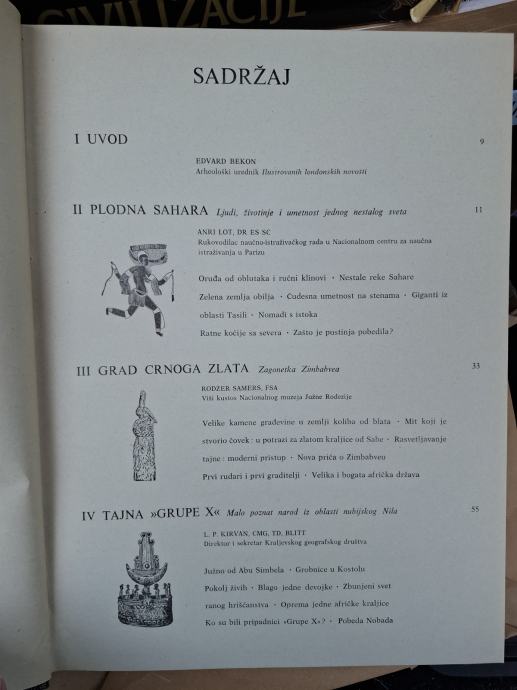 CIVILIZACIJE
SADRŽAJ
I UVOD 9
EDVARD BEKON
Arheološki urednik Ilustrovanih londonskih novosti
II PLODNA SAHARA Ljudi, životinje i umetnost jednog nestalog sveta 11
ANRI LOT, DR ES SC
Rukovodilac naučno-istraživačkog rada u Nacionalnom centru za naučna
istraživanja u Parizu
Oruđa od oblutaka i ručni klinovi · Nestale reke Sahare
Zelena zemlja obilja · Čudesna umetnost na stenama · Giganti iz
oblasti Tasili · Nomadi s istoka
Ratne kočije sa severa · Zašto je pustinja pobedila?
III GRAD CRNOGA ZLATA Zagonetka Zimbabvea 33
RODŽER SAMERS, FSA
Viši kustos Nacionalnog muzeja Južne Rodezije
Velike kamene građevine u zemlji koliba od blata · Mit koji je
stvorio čovek: u potrazi za zlatom kraljice od Sabe · Rasvetljavanje
tajne: moderni pristup · Nova priča o Zimbabveu
Prvi rudari i prvi graditelji · Velika i bogata afrička država
IV TAJNA »GRUPE X« Malo poznat narod iz oblasti nubijskog Nila 55
L. P. KIRVAN, CMG, TD, BLITT
Direktor i sekretar Kraljevskog geografskog društva
Južno od Abu Simbela · Grobnice u Kostolu
Pokolj živih · Blago jedne devojke · Zbunjeni svet
ranog hrišćanstva · Oprema jedne afričke kraljice
Ko su bili pripadnici »Grupe X«? · Pobeda Nobada